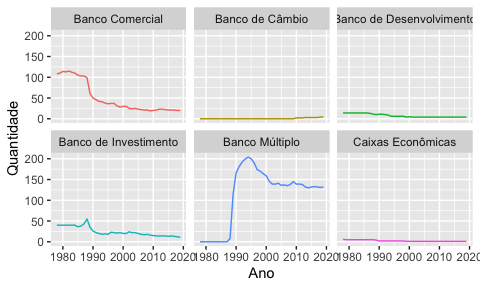 Banco Comercial
Banco de Câmbio
Banco de Desenvolvimento
200
150
100
50
0
Quantidade
Banco de Investimento
Banco Múltiplo
Caixas Econômicas
200
150
100
50
0
1980 1990 2000 2010 2020
1980 1990 2000 2010 2020
1980 1990 2000 2010 2020
Ano